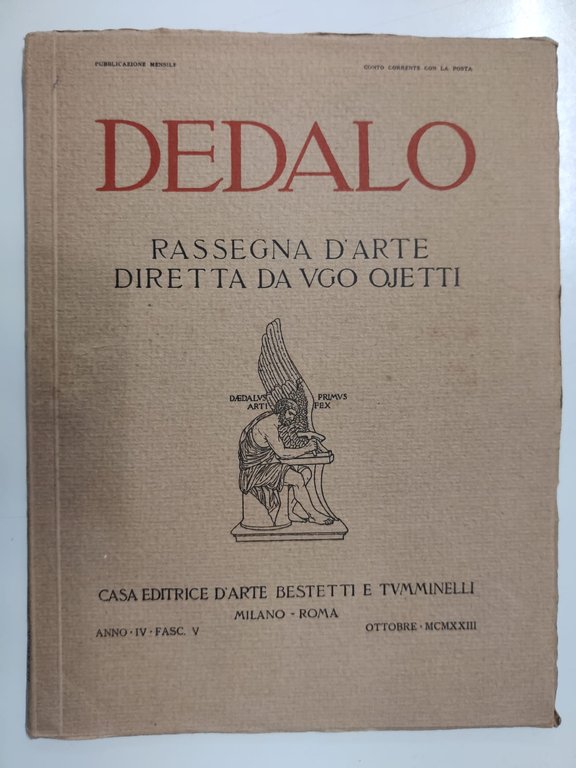 PUBBLICAZIONE MENSILE
CONTO CORRENTE CON LA POSTA
DEDALO
RASSEGNA D'ARTE
DIRETTA DA VGO OJETTI
DÆDALVS PRIMVS
ARTI FEX
CASA EDITRICE D'ARTE BESTETTI E TVMMINELLI
MILANO - ROMA
ANNO · IV · FASC. V
OTTOBRE · MCMXXIII